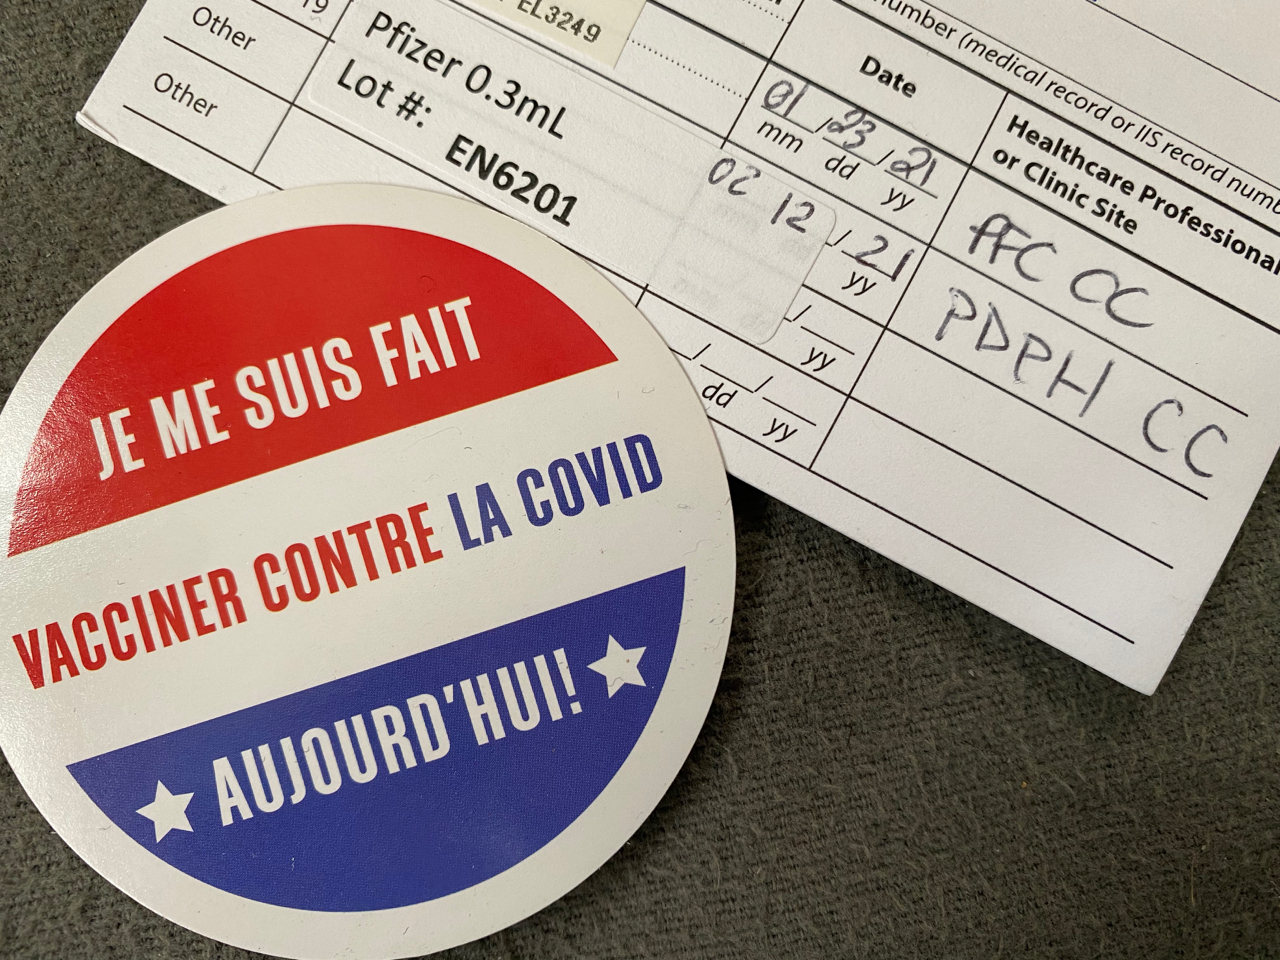 EL3249
number (medical record or IIS record numb
19
Other
Other
Pfizer 0.3mL
Lot #:
EN6201
Date
Healthcare Professional
or Clinic Site
01/23/21
mm dd yy
PFC CC
02 12/21
yy
PDPH CC
/ yy
/ / 
dd yy
JE ME SUIS FAIT
VACCINER CONTRE LA COVID
AUJOURD'HUI!